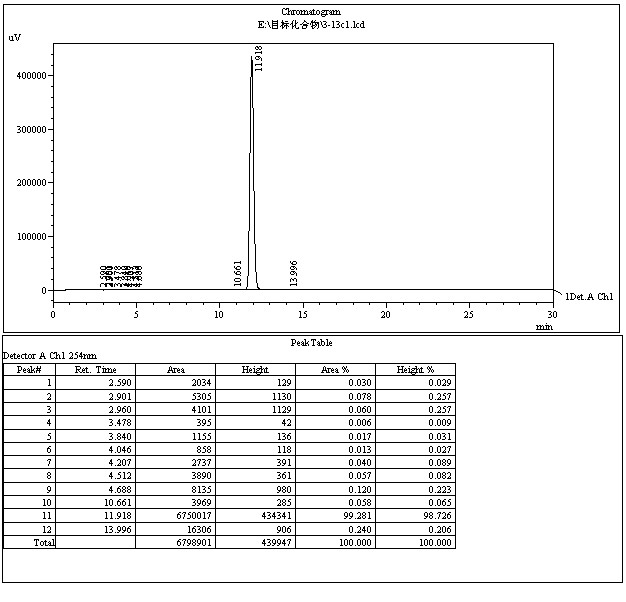 Chromatogram
E:\目标化合物\3-13c1.lcd
uV
400000
300000
200000
100000
0
2.590
3.478
10.661
11.918
13.996
1Det.A Ch1
0 5 10 15 20 25 30
min
PeakTable
Detector A Ch1 254nm
Peak# Ret. Time Area Height Area % Height %
1 2.590 2034 129 0.030 0.029
2 2.901 5305 1130 0.078 0.257
3 2.960 4101 1129 0.060 0.257
4 3.478 395 42 0.006 0.009
5 3.840 1155 136 0.017 0.031
6 4.046 858 118 0.013 0.027
7 4.207 2737 391 0.040 0.089
8 4.512 3890 361 0.057 0.082
9 4.688 8135 980 0.120 0.223
10 10.661 3969 285 0.058 0.065
11 11.918 6750017 434341 99.281 98.726
12 13.996 16306 906 0.240 0.206
Total 6798901 439947 100.000 100.000